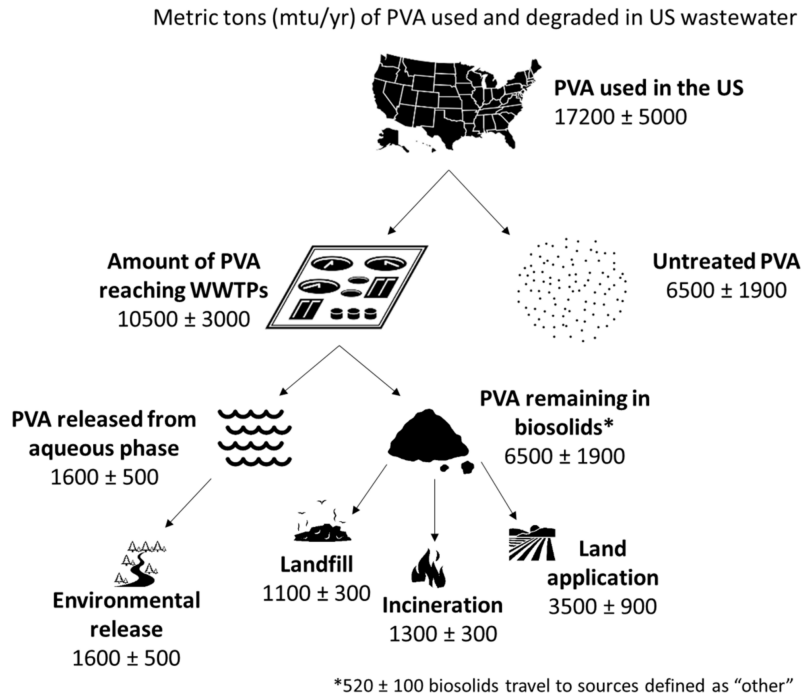 Metric tons (mtu/yr) of PVA used and degraded in US wastewater
PVA used in the US
17200 ± 5000
Amount of PVA
reaching WWTPs
10500 ± 3000
Untreated PVA
6500 ± 1900
PVA released from
aqueous phase
1600 ± 500
PVA remaining in
biosolids*
6500 ± 1900
Environmental
release
1600 ± 500
Landfill
1100 ± 300
Incineration
1300 ± 300
Land
application
3500 ± 900
*520 ± 100 biosolids travel to sources defined as “other”